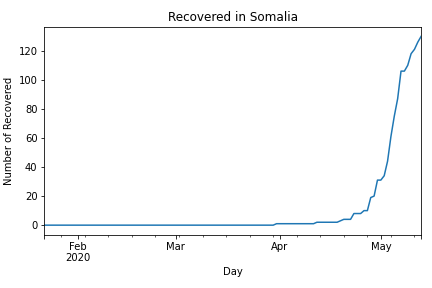 Recovered in Somalia
Number of Recovered
120
100
80
60
40
20
0
Feb
2020
Mar
Apr
May
Day